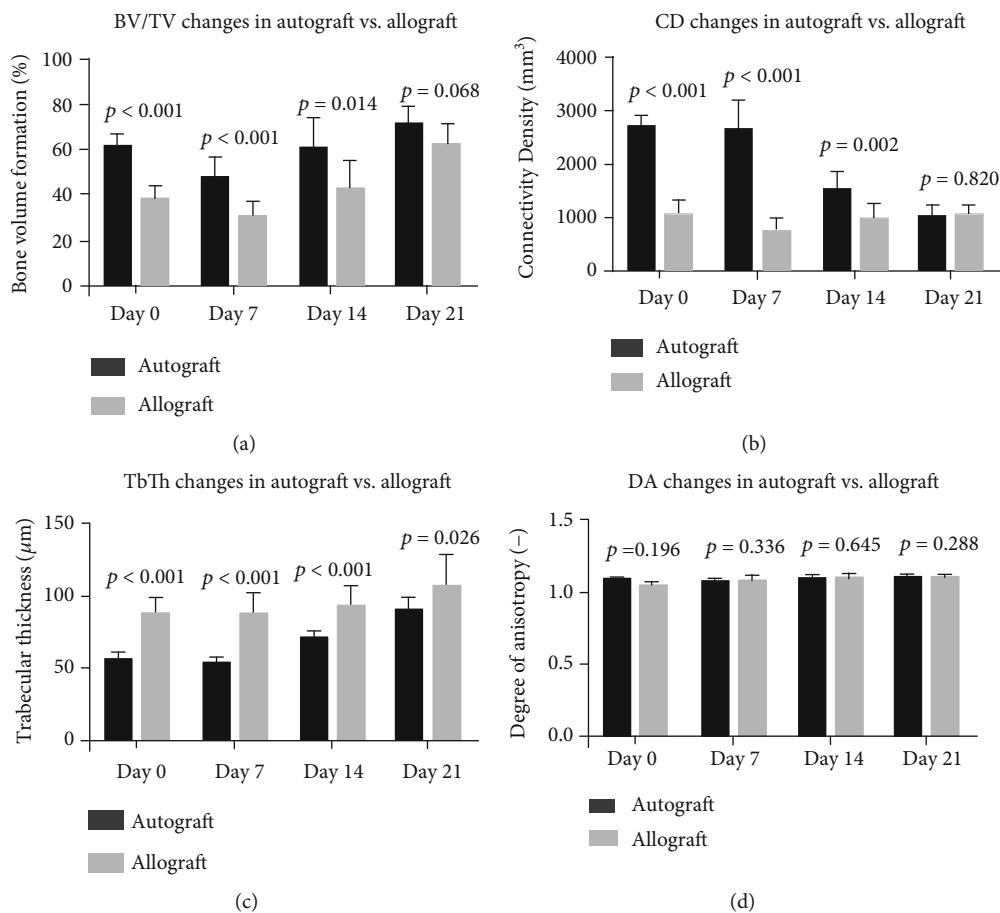 BV/TV changes in autograft vs. allograft
Bone volume formation (%)
100
80
60
40
20
0
p < 0.001
p < 0.001
p = 0.014
p = 0.068
Day 0 Day 7 Day 14 Day 21
Autograft
Allograft
(a)
CD changes in autograft vs. allograft
Connectivity Density (mm³)
4000
3000
2000
1000
0
p < 0.001
p < 0.001
p = 0.002
p = 0.820
Day 0 Day 7 Day 14 Day 21
Autograft
Allograft
(b)
TbTh changes in autograft vs. allograft
Trabecular thickness (μm)
150
100
50
0
p < 0.001
p < 0.001
p < 0.001
p = 0.026
Day 0 Day 7 Day 14 Day 21
Autograft
Allograft
(c)
DA changes in autograft vs. allograft
Degree of anisotropy (−)
1.5
1.0
0.5
0.0
p =0.196
p = 0.336
p = 0.645
p = 0.288
Day 0 Day 7 Day 14 Day 21
Autograft
Allograft
(d)